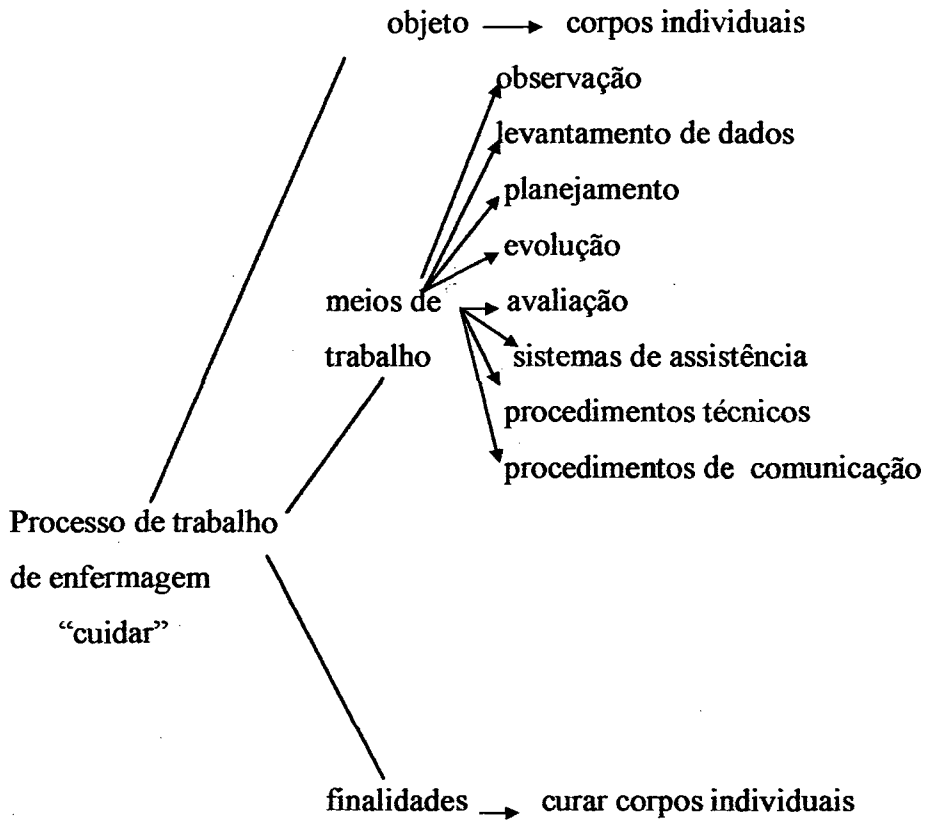 objeto → corpos individuais
observação
levantamento de dados
planejamento
evolução
meios de
avaliação
trabalho
sistemas de assistência
procedimentos técnicos
procedimentos de comunicação
Processo de trabalho
de enfermagem
“cuidar”
finalidades → curar corpos individuais